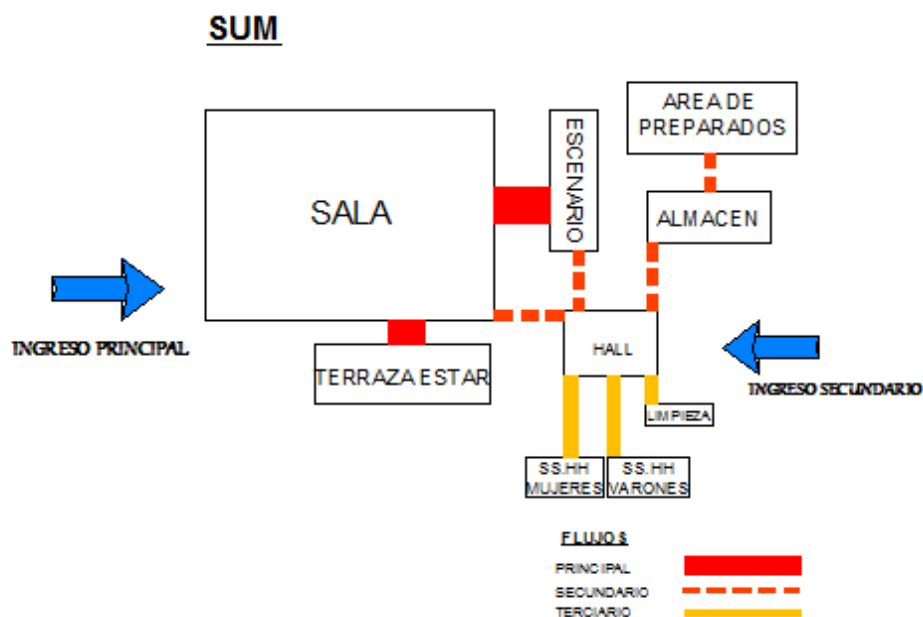 SUM
AREA DE
PREPARADOS
ESCENARIO
SALA
ALMACEN
INGRESO PRINCIPAL
HALL
TERRAZA ESTAR
INGRESO SECUNDARIO
LIMPIEZA
SS.HH
MUJERES
SS.HH
VARONES
FLUJOS
PRINCIPAL
SECUNDARIO
TERCIARIO